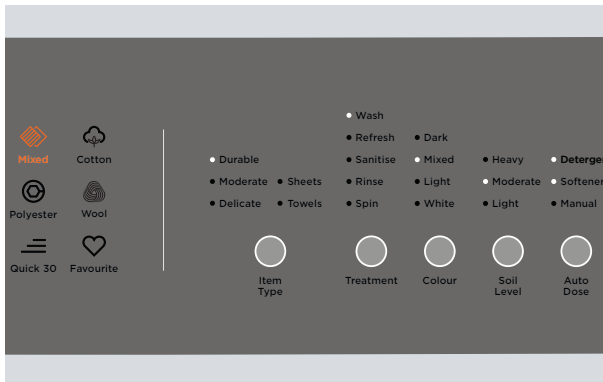 Mixed Cotton
Polyester Wool
Quick 30 Favourite
Wash
Refresh
Sanitise
Rinse
Spin
Durable
Moderate Sheets
Delicate Towels
Dark
Mixed
Light
White
Heavy
Moderate
Light
Manual
Item
Type
Treatment
Colour
Soil
Level
Auto
Dose